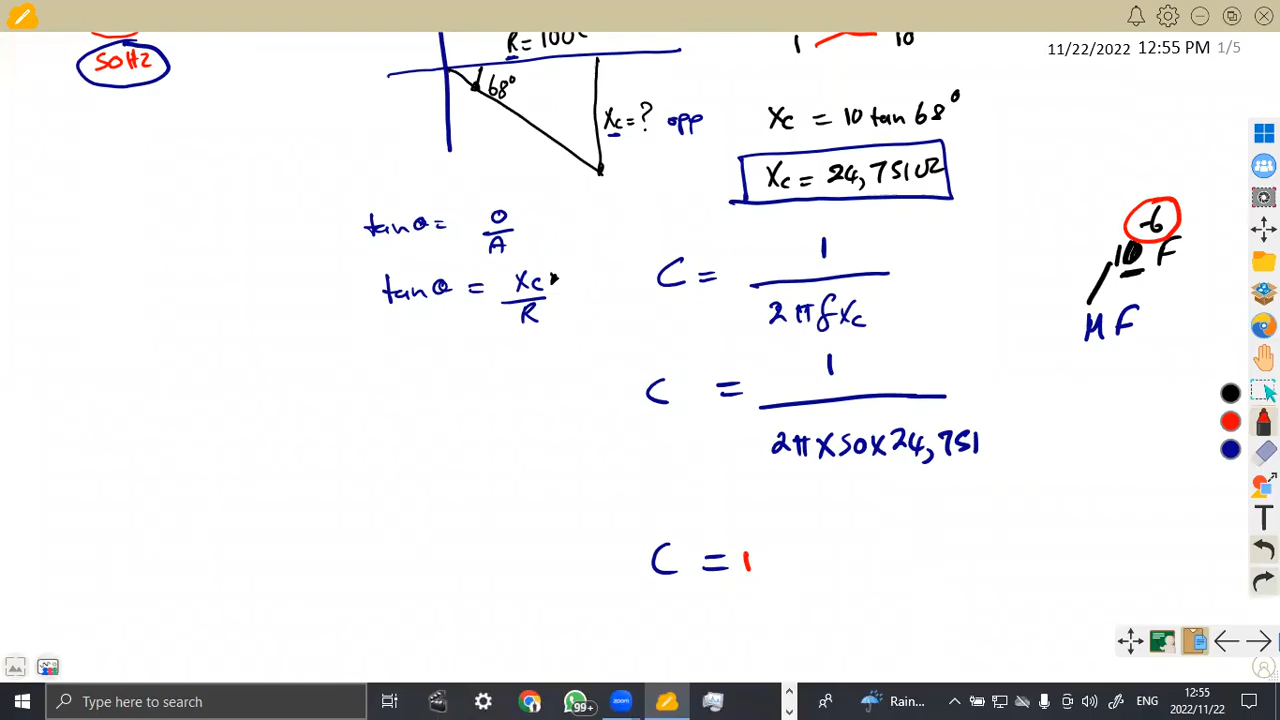 11/22/2022 12:55 PM 1/5
50HZ
R = 10Ω
1 10
68°
Xc = ? opp
Xc = 10 tan 68°
Xc = 24,751Ω
tanθ = O/A
tanθ = Xc/R
C = 1/2πfXc
-6
10 F
μF
C = 1/2π×50×24,751
C = 1
T
Type here to search
99+
Rain...
ENG
12:55
2022/11/22